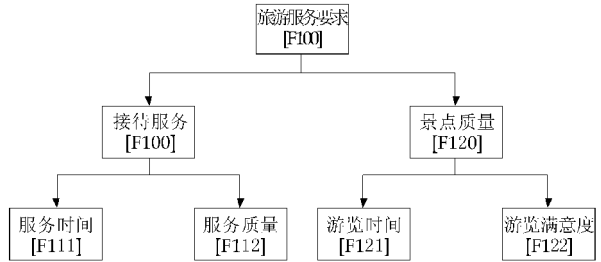 旅游服务要求
[F100]
接待服务
[F100]
景点质量
[F120]
服务时间
[F111]
服务质量
[F112]
游览时间
[F121]
游览满意度
[F122]